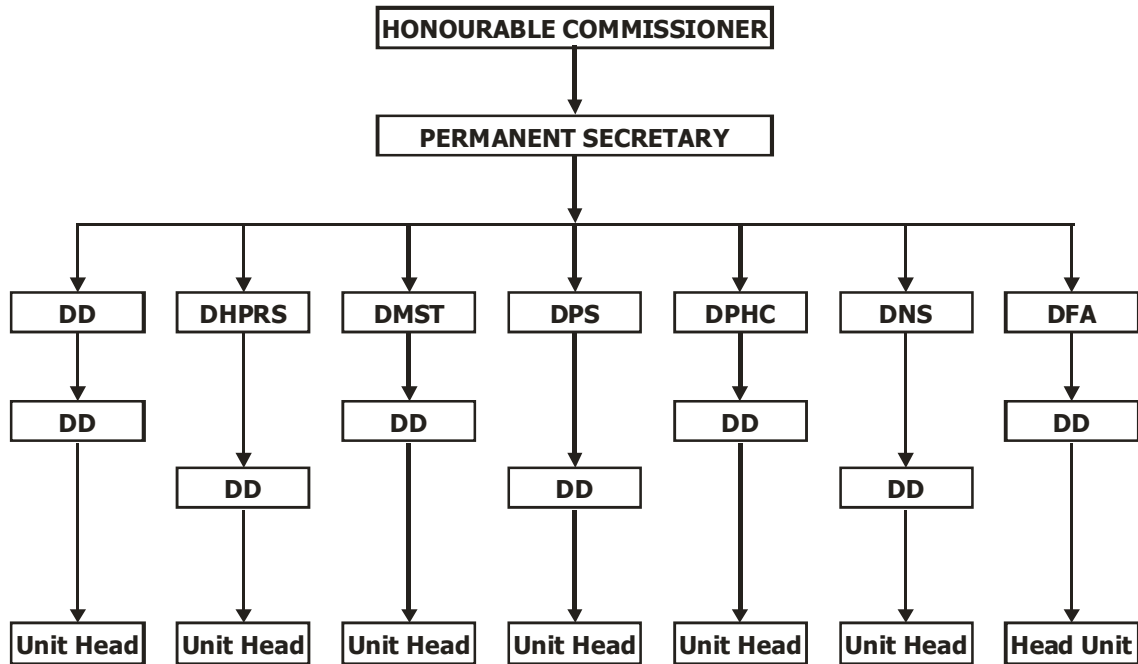 HONOURABLE COMMISSIONER
PERMANENT SECRETARY
DD DHPRS DMST DPS DPHC DNS DFA
DD DD DD DD
DD DD DD
Unit Head Unit Head Unit Head Unit Head Unit Head Unit Head Head Unit